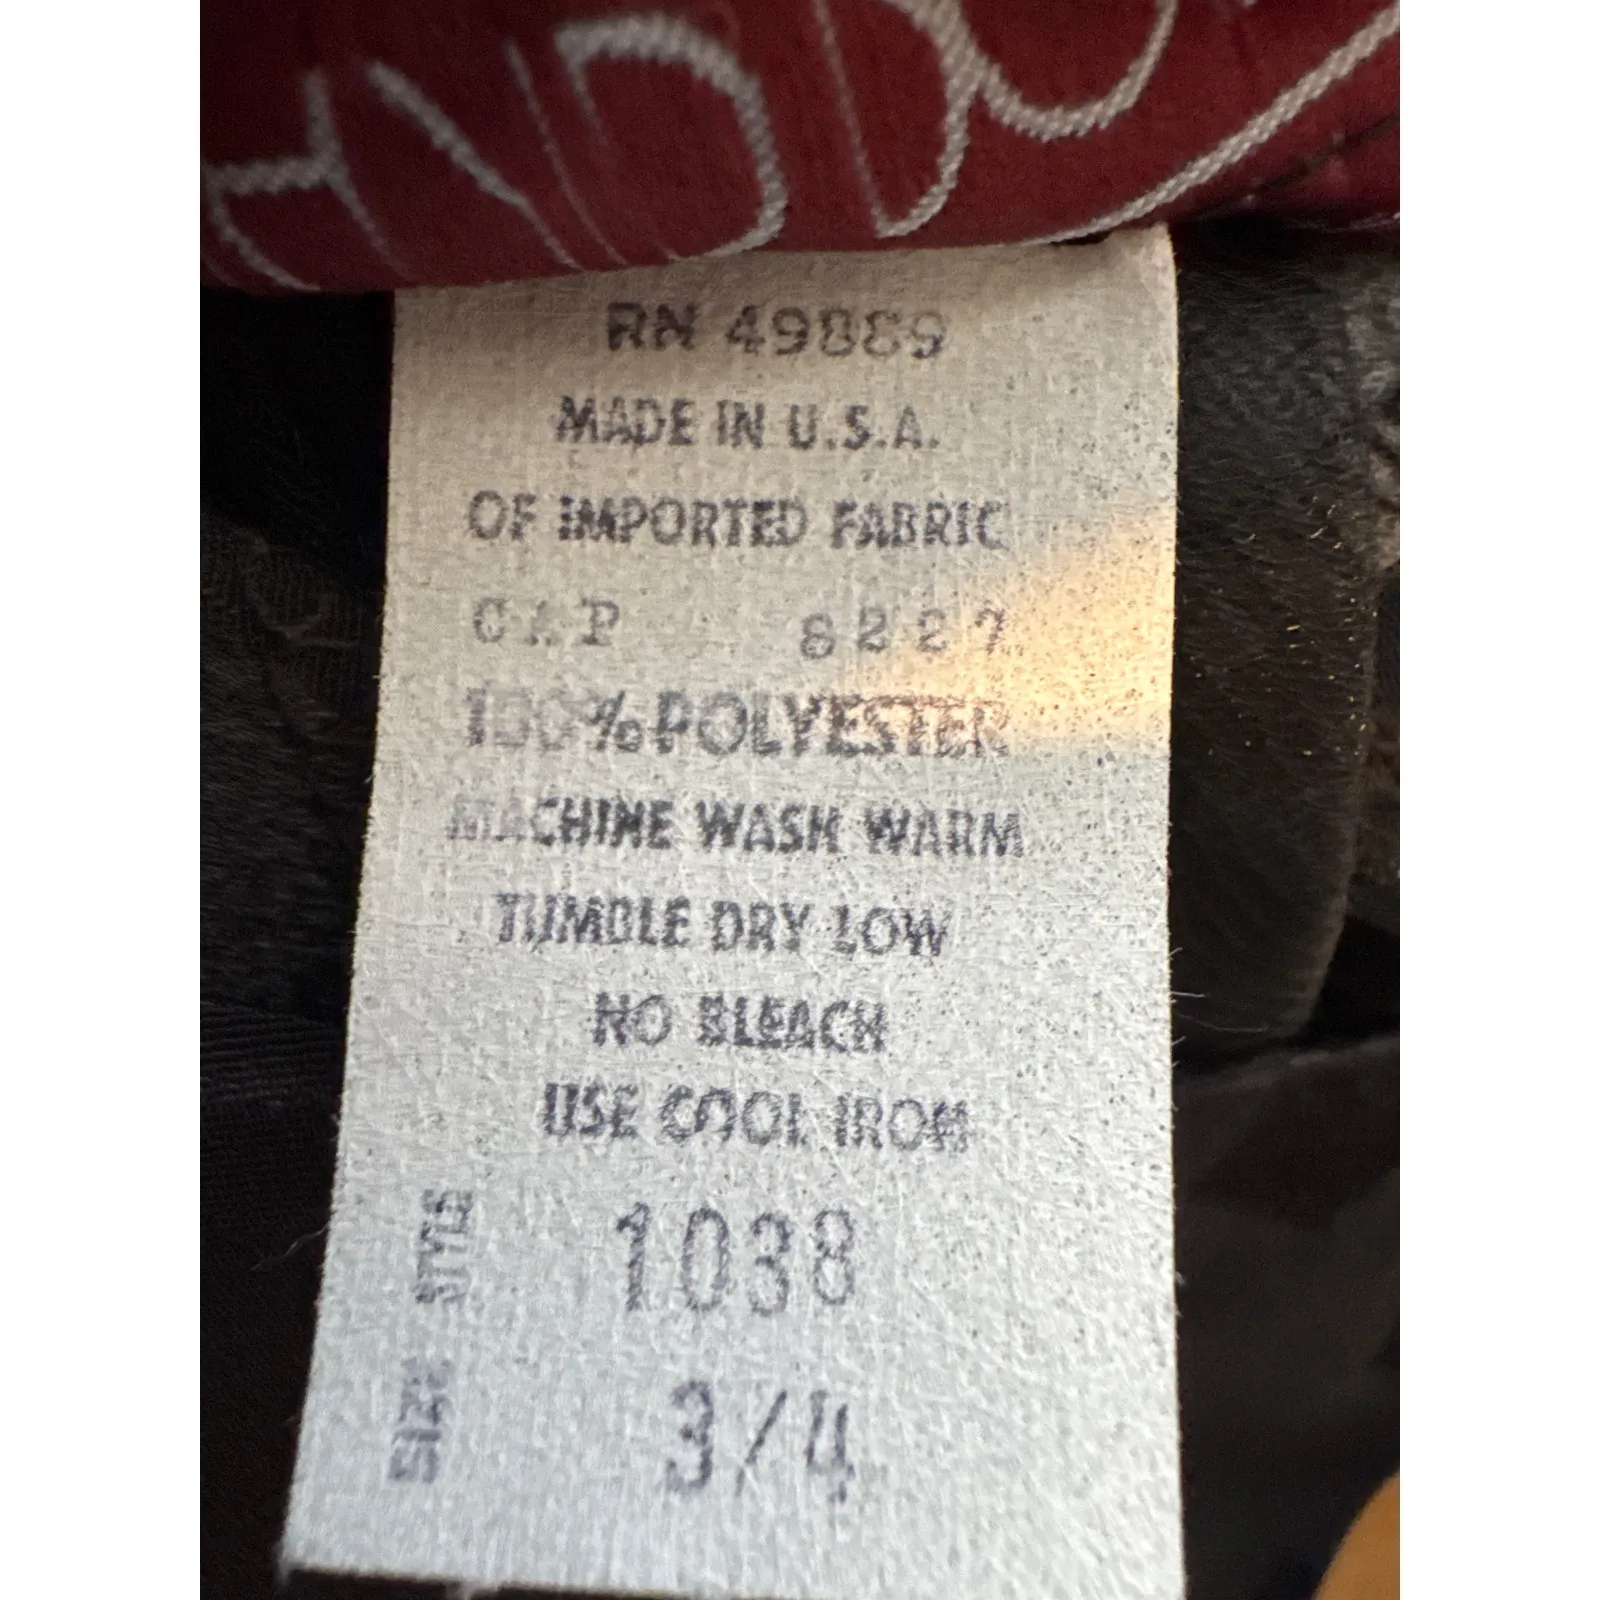 RN 49889
MADE IN U.S.A.
OF IMPORTED FABRIC
CAP 8227
100% POLYESTER
MACHINE WASH WARM
TUMBLE DRY LOW
NO BLEACH
USE COOL IRON
STYLE 1038
SIZE 3/4